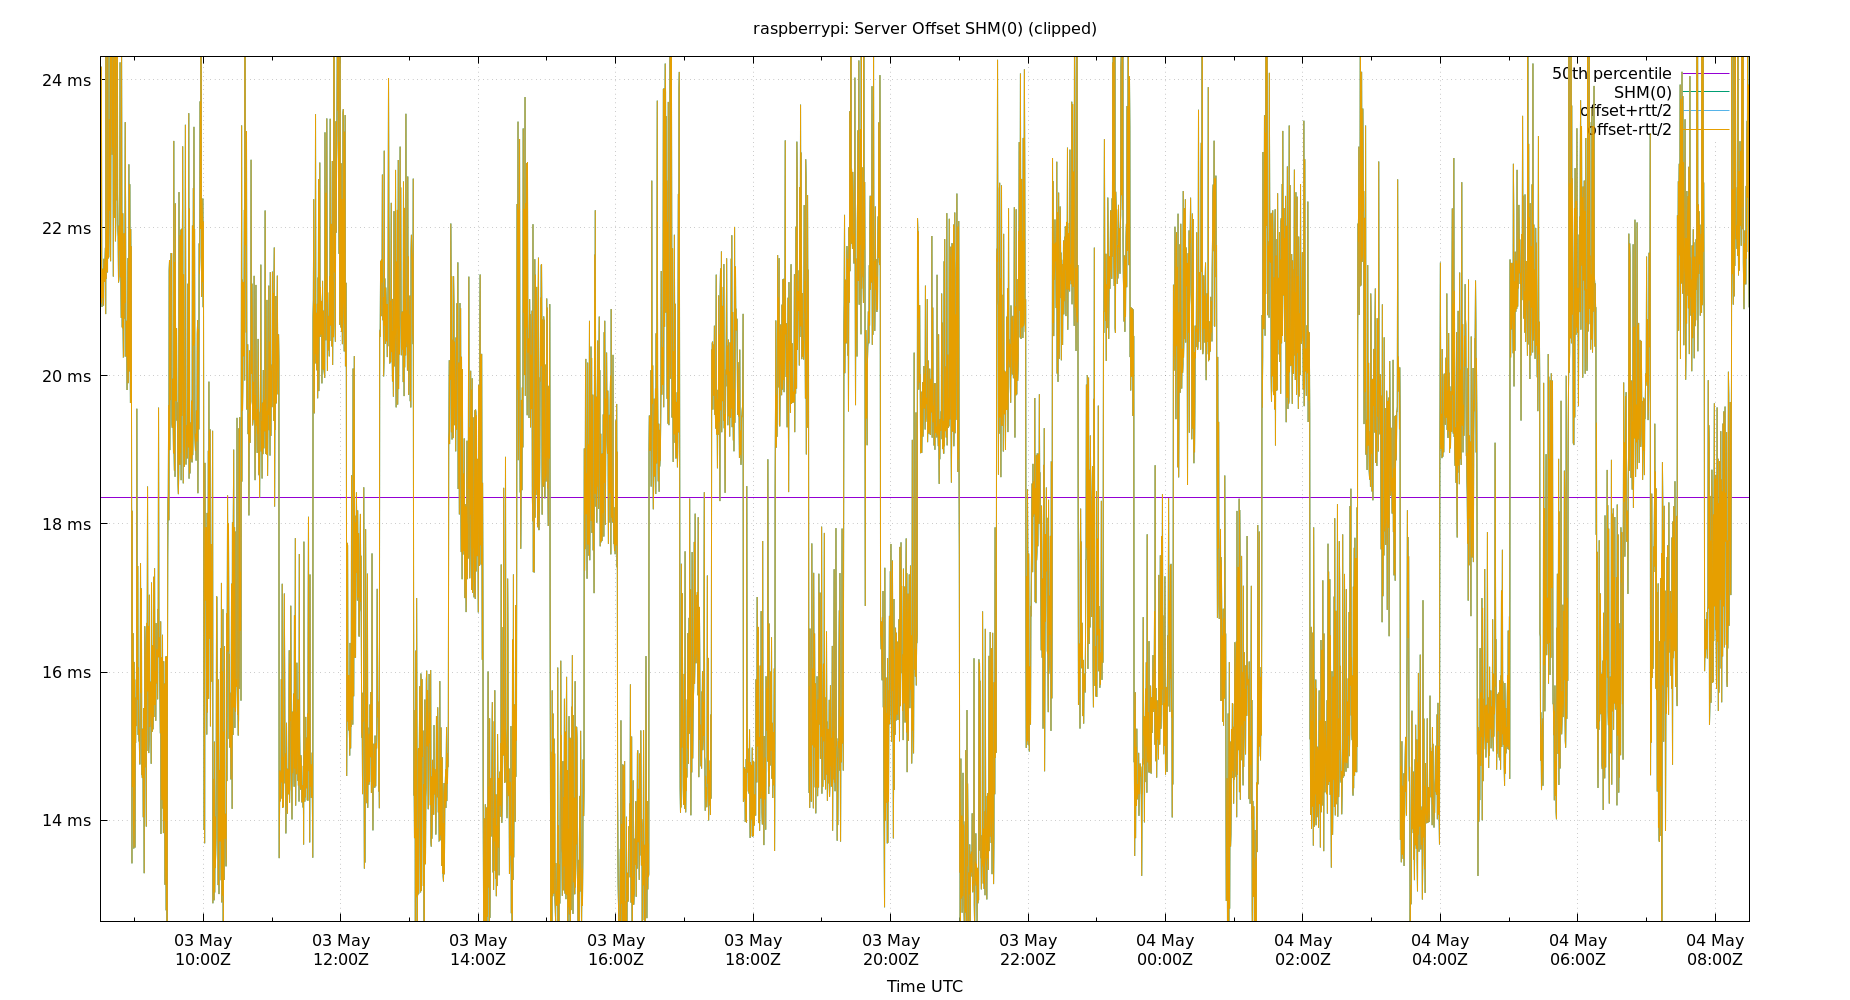 raspberrypi: Server Offset SHM(0) (clipped)
24 ms
22 ms
20 ms
18 ms
16 ms
14 ms
50th percentile
SHM(0)
offset+rtt/2
offset-rtt/2
03 May 03 May 03 May 03 May 03 May 03 May 03 May 04 May 04 May 04 May 04 May 04 May
10:00Z 12:00Z 14:00Z 16:00Z 18:00Z 20:00Z 22:00Z 00:00Z 02:00Z 04:00Z 06:00Z 08:00Z
Time UTC